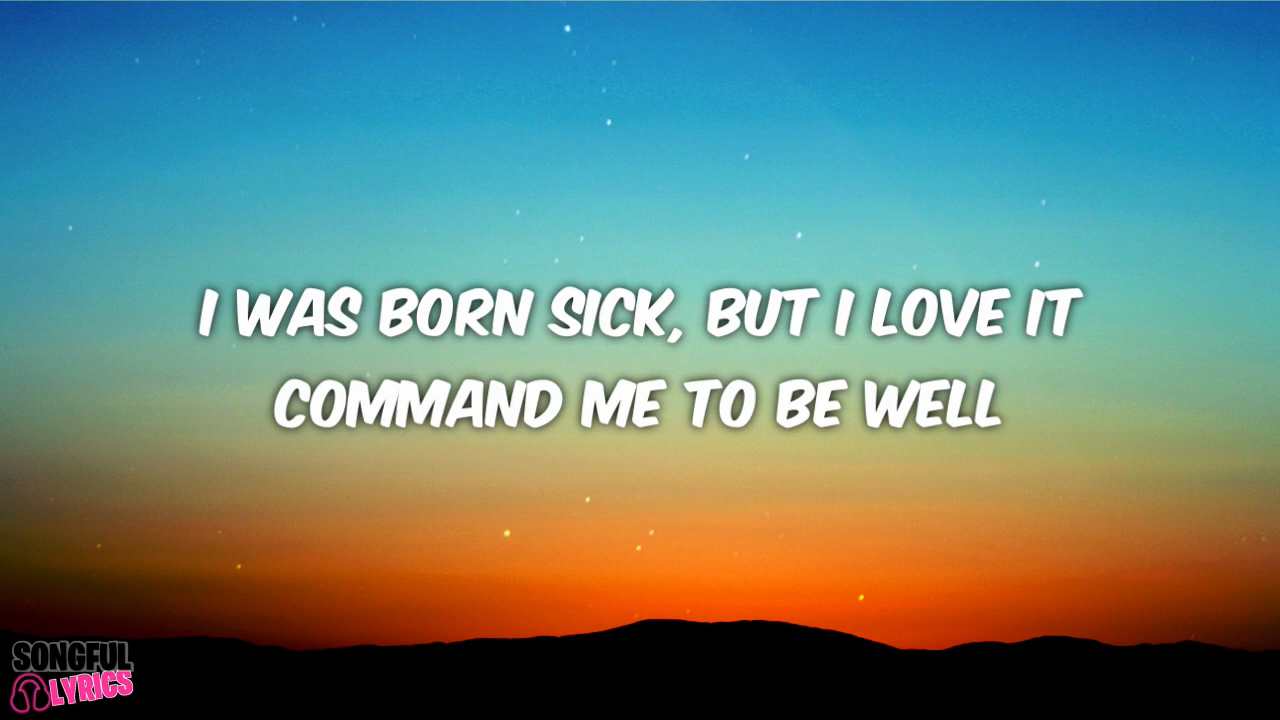 I WAS BORN SICK, BUT I LOVE IT
COMMAND ME TO BE WELL
SONGFUL
LYRICS